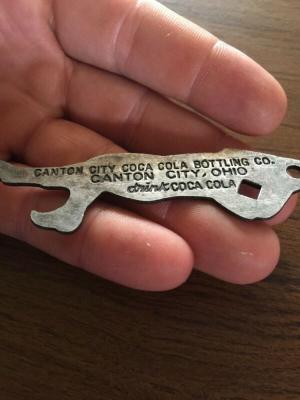 CANTON CITY COCA COLA BOTTLING CO.
CANTON CITY, OHIO
drink COCA COLA